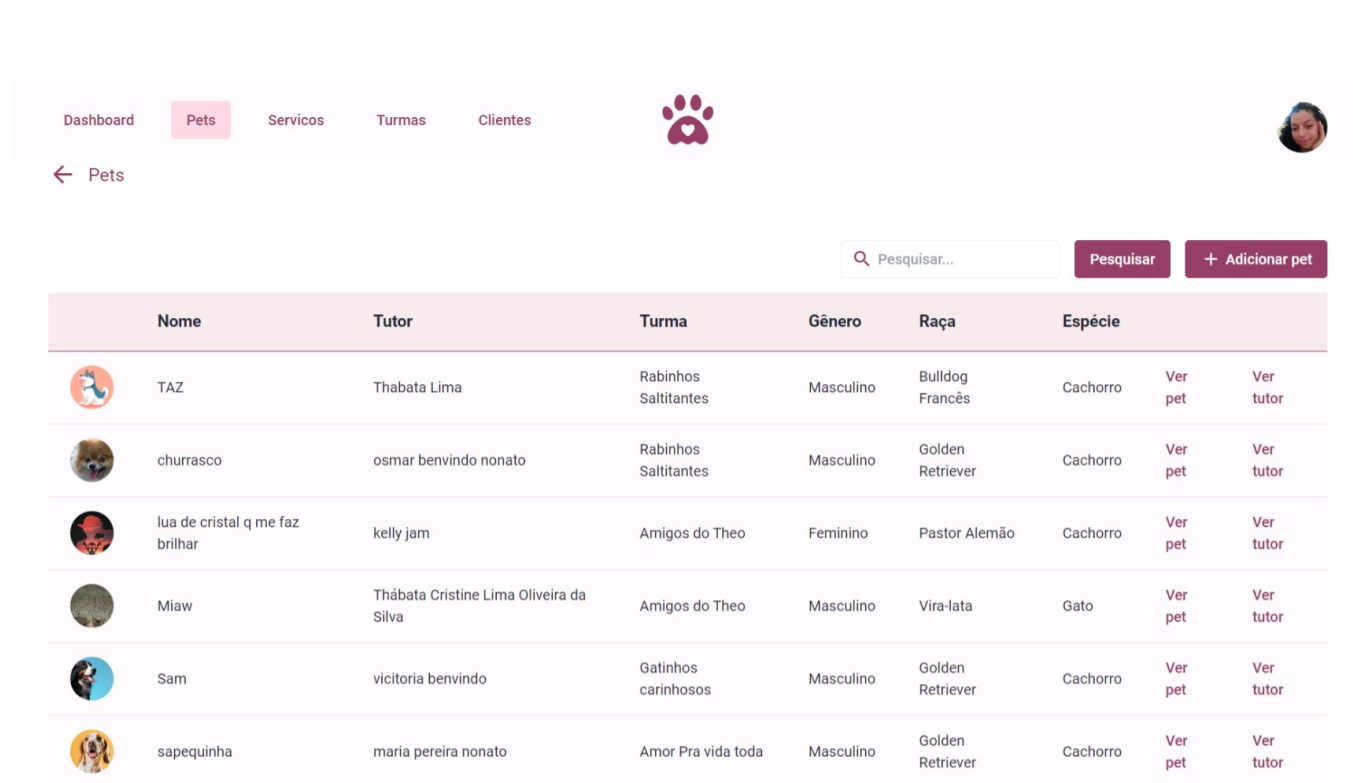 Dashboard Pets Servicos Turmas Clientes
Pets
Pesquisar... Pesquisar + Adicionar pet
Nome Tutor Turma Gênero Raça Espécie
TAZ Thabata Lima Rabinhos Saltitantes Masculino Bulldog Francês Cachorro Ver pet Ver tutor
churrasco osmar benvindo nonato Rabinhos Saltitantes Masculino Golden Retriever Cachorro Ver pet Ver tutor
lua de cristal q me faz brilhar kelly jam Amigos do Theo Feminino Pastor Alemão Cachorro Ver pet Ver tutor
Miaw Thábata Cristine Lima Oliveira da Silva Amigos do Theo Masculino Vira-lata Gato Ver pet Ver tutor
Sam vicitoria benvindo Gatinhos carinhosos Masculino Golden Retriever Cachorro Ver pet Ver tutor
sapequinha maria pereira nonato Amor Pra vida toda Masculino Golden Retriever Cachorro Ver pet Ver tutor